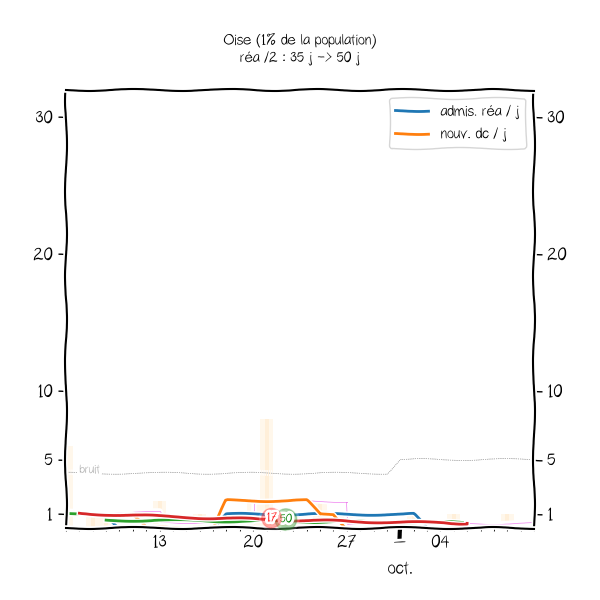 Oise (1% de la population)
réa /2 : 35 j -> 50 j
admis. réa / j
nouv. dc / j
30
30
20
20
10
10
5
5
bruit
1
1
17
50
13
20
27
04
oct.